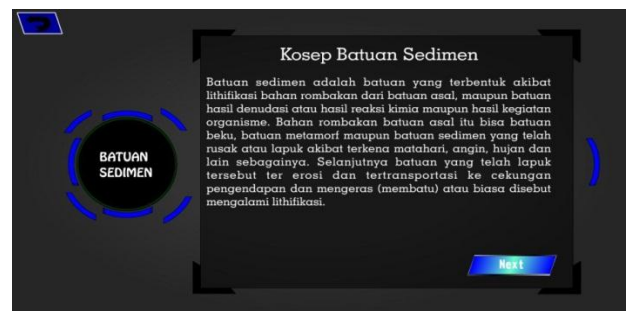 Kosep Batuan Sedimen
Batuan sedimen adalah batuan yang terbentuk akibat
lithifikasi bahan rombakan dari batuan asal, maupun batuan
hasil denudasi atau hasil reaksi kimia maupun hasil kegiatan
organisme. Bahan rombakan batuan asal itu bisa batuan
beku, batuan metamorf maupun batuan sedimen yang telah
rusak atau lapuk akibat terkena matahari, angin, hujan dan
lain sebagainya. Selanjutnya batuan yang telah lapuk
tersebut ter erosi dan tertransportasi ke cekungan
pengendapan dan mengeras (membatu) atau biasa disebut
mengalami lithifikasi.
BATUAN
SEDIMEN
Next